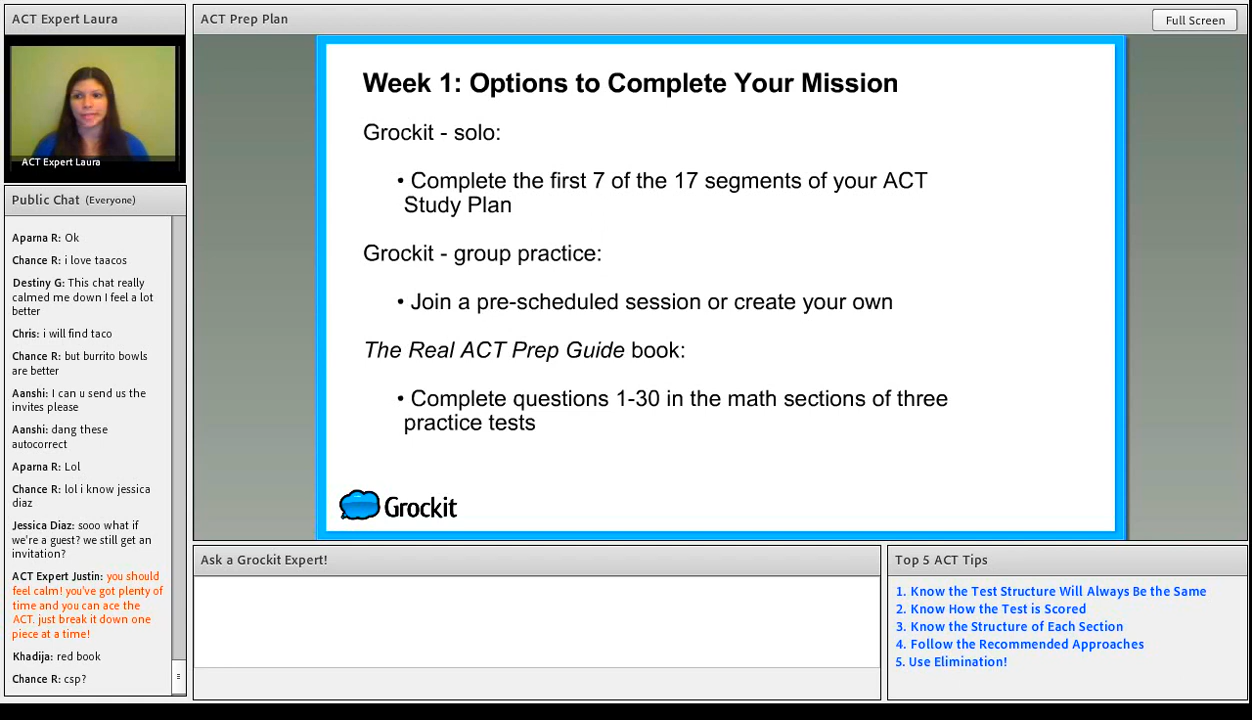 ACT Expert Laura
ACT Expert Laura
Public Chat (Everyone)
Aparna R: Ok
Chance R: i love taacos
Destiny G: This chat really
calmed me down I feel a lot
better
Chris: i will find taco
Chance R: but burrito bowls
are better
Aanshi: I can u send us the
invites please
Aanshi: dang these
autocorrect
Aparna R: Lol
Chance R: lol i know jessica
diaz
Jessica Diaz: sooo what if
we're a guest? we still get an
invitation?
ACT Expert Justin: you should
feel calm! you've got plenty of
time and you can ace the
ACT. just break it down one
piece at a time!
Khadija: red book
Chance R: csp?
ACT Prep Plan
Full Screen
Week 1: Options to Complete Your Mission
Grockit - solo:
• Complete the first 7 of the 17 segments of your ACT
Study Plan
Grockit - group practice:
• Join a pre-scheduled session or create your own
The Real ACT Prep Guide book:
• Complete questions 1-30 in the math sections of three
practice tests
Grockit
Ask a Grockit Expert!
Top 5 ACT Tips
1. Know the Test Structure Will Always Be the Same
2. Know How the Test is Scored
3. Know the Structure of Each Section
4. Follow the Recommended Approaches
5. Use Elimination!